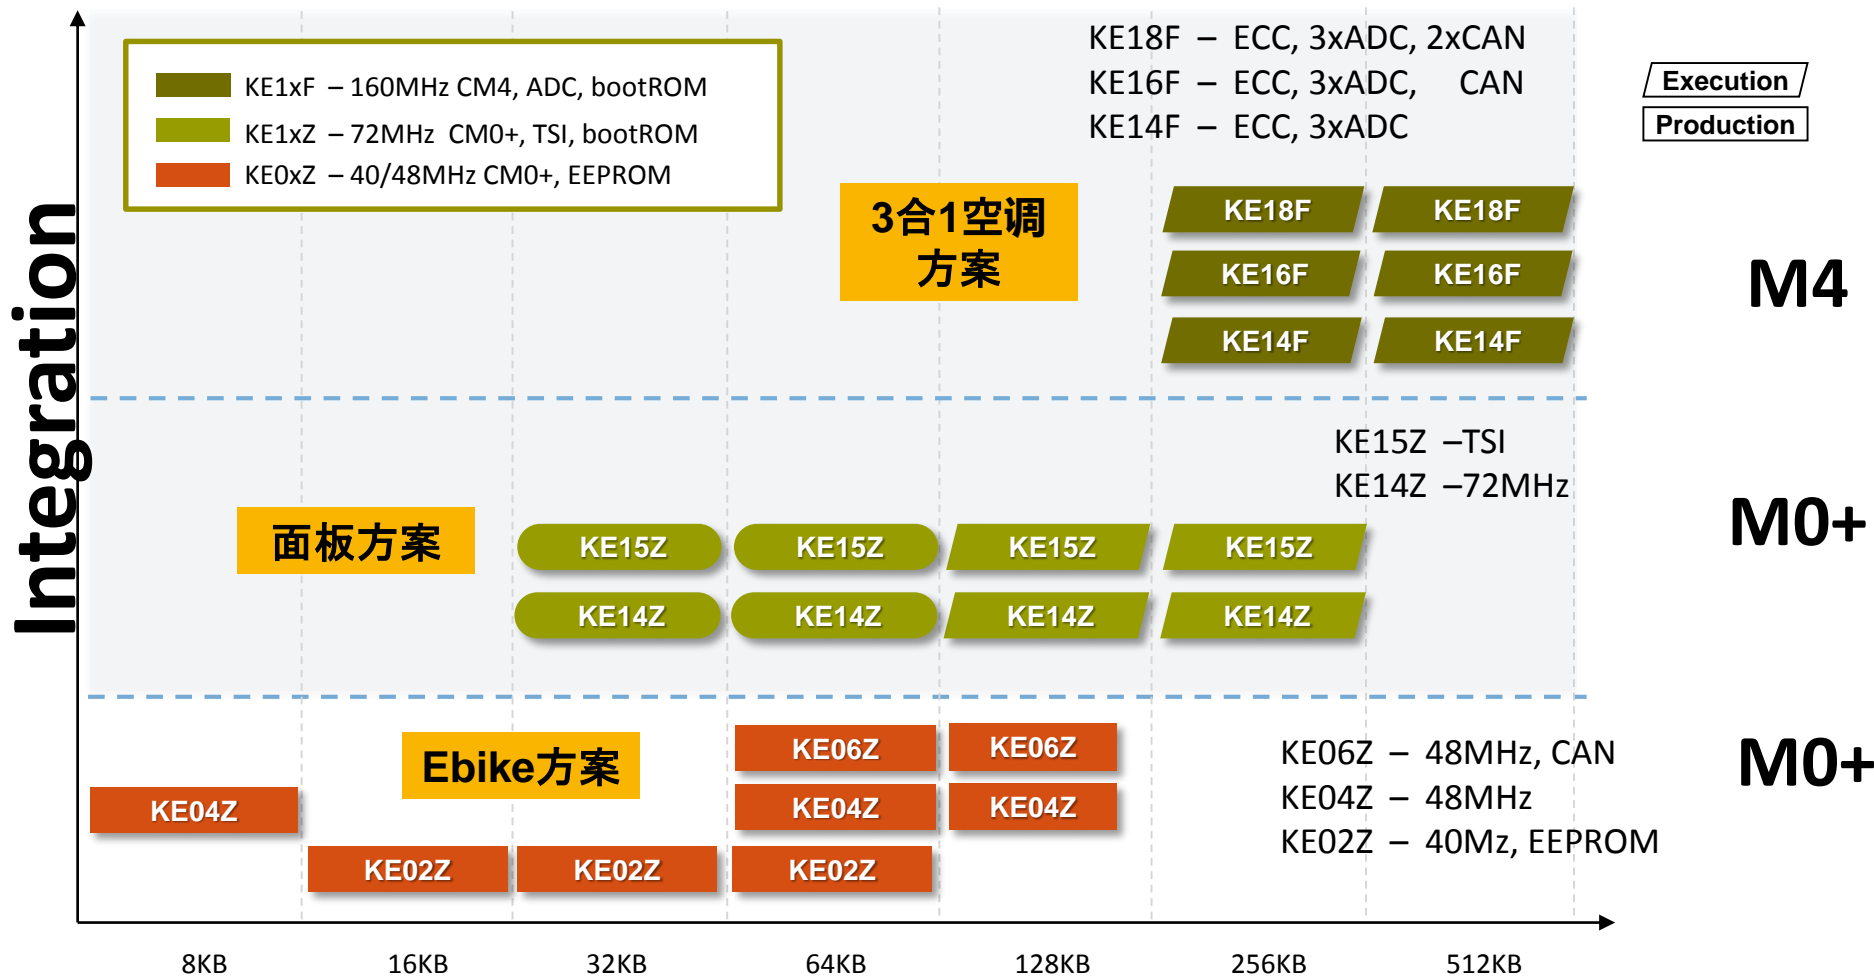 KE1xF – 160MHz CM4, ADC, bootROM
KE1xZ – 72MHz CM0+, TSI, bootROM
KE0xZ – 40/48MHz CM0+, EEPROM
KE18F – ECC, 3xADC, 2xCAN
KE16F – ECC, 3xADC, CAN
KE14F – ECC, 3xADC
Execution
Production
Integration
3合1空调
方案
KE18F KE18F
KE16F KE16F
KE14F KE14F
M4
KE15Z –TSI
KE14Z –72MHz
面板方案
KE15Z KE15Z KE15Z KE15Z
KE14Z KE14Z KE14Z KE14Z
M0+
Ebike方案
KE06Z KE06Z
KE04Z KE04Z KE04Z
KE02Z KE02Z KE02Z
KE06Z – 48MHz, CAN
KE04Z – 48MHz
KE02Z – 40Mz, EEPROM
M0+
8KB 16KB 32KB 64KB 128KB 256KB 512KB